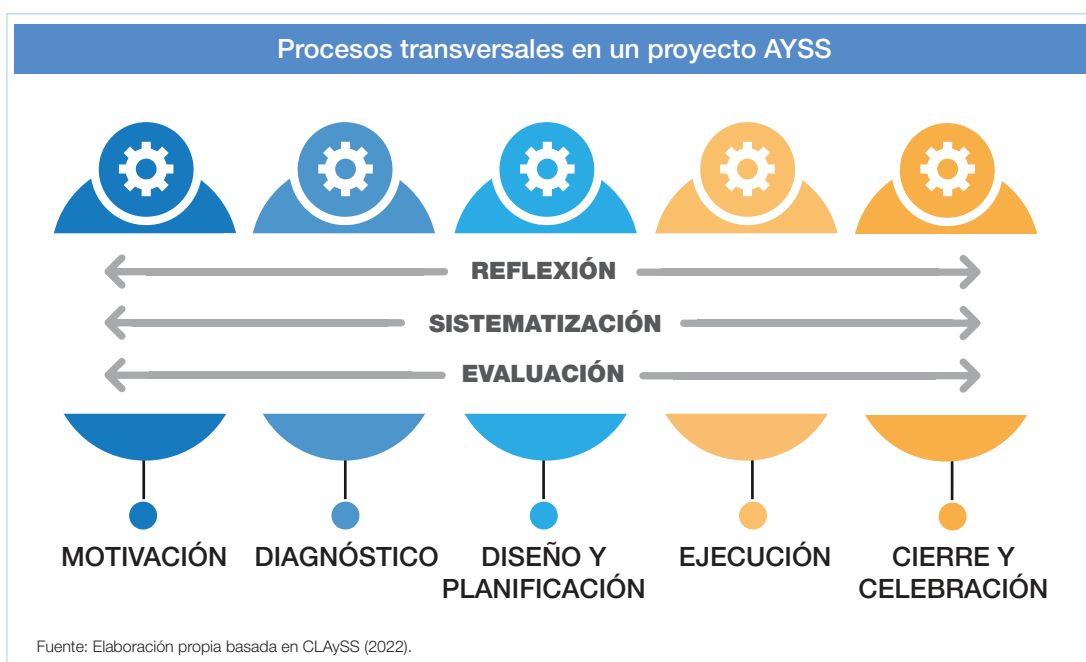 Procesos transversales en un proyecto AYSS
REFLEXIÓN
SISTEMATIZACIÓN
EVALUACIÓN
MOTIVACIÓN
DIAGNÓSTICO
DISEÑO Y
PLANIFICACIÓN
EJECUCIÓN
CIERRE Y
CELEBRACIÓN
Fuente: Elaboración propia basada en CLAySS (2022).